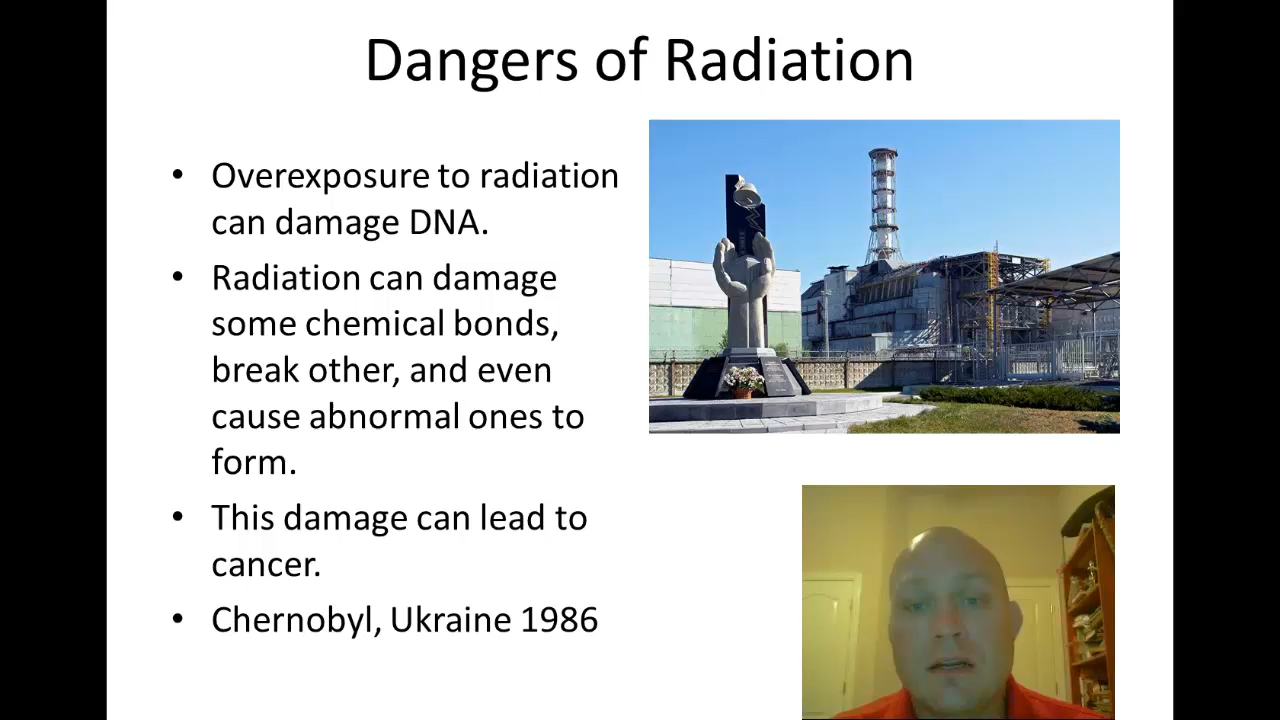 Dangers of Radiation
• Overexposure to radiation
can damage DNA.
• Radiation can damage
some chemical bonds,
break other, and even
cause abnormal ones to
form.
• This damage can lead to
cancer.
• Chernobyl, Ukraine 1986